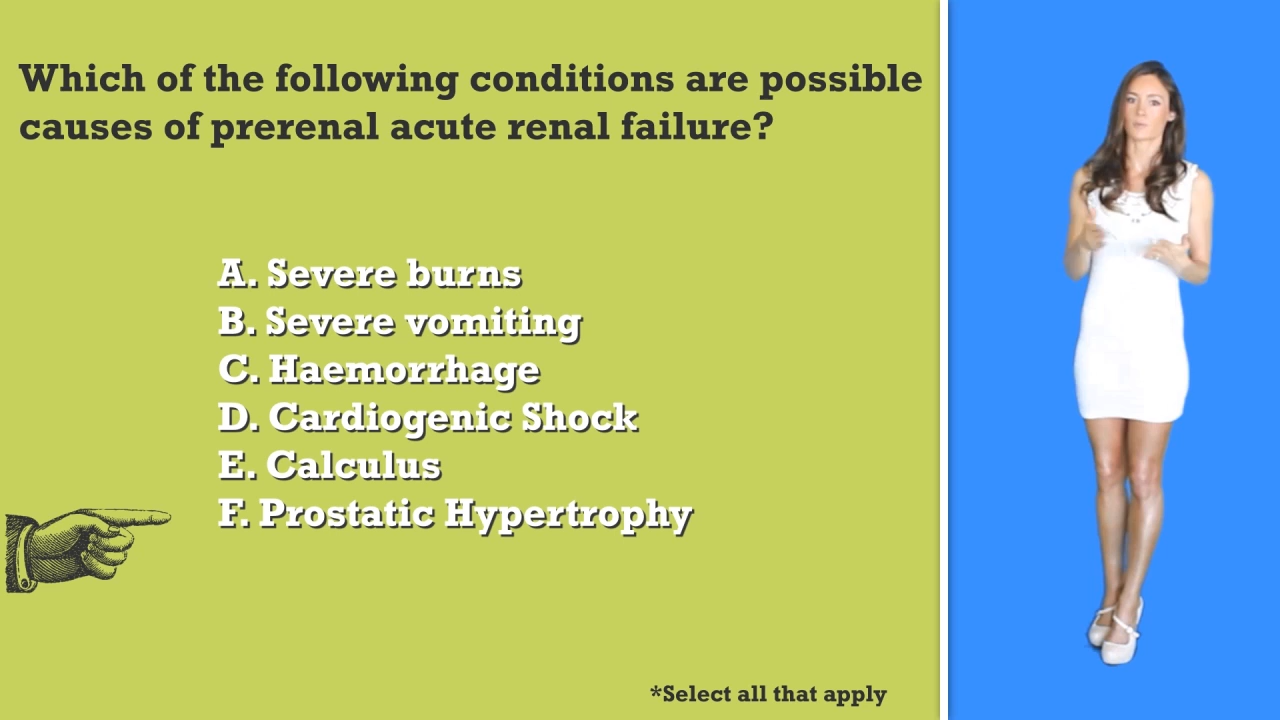 Which of the following conditions are possible
causes of prerenal acute renal failure?
A. Severe burns
B. Severe vomiting
C. Haemorrhage
D. Cardiogenic Shock
E. Calculus
F. Prostatic Hypertrophy
*Select all that apply